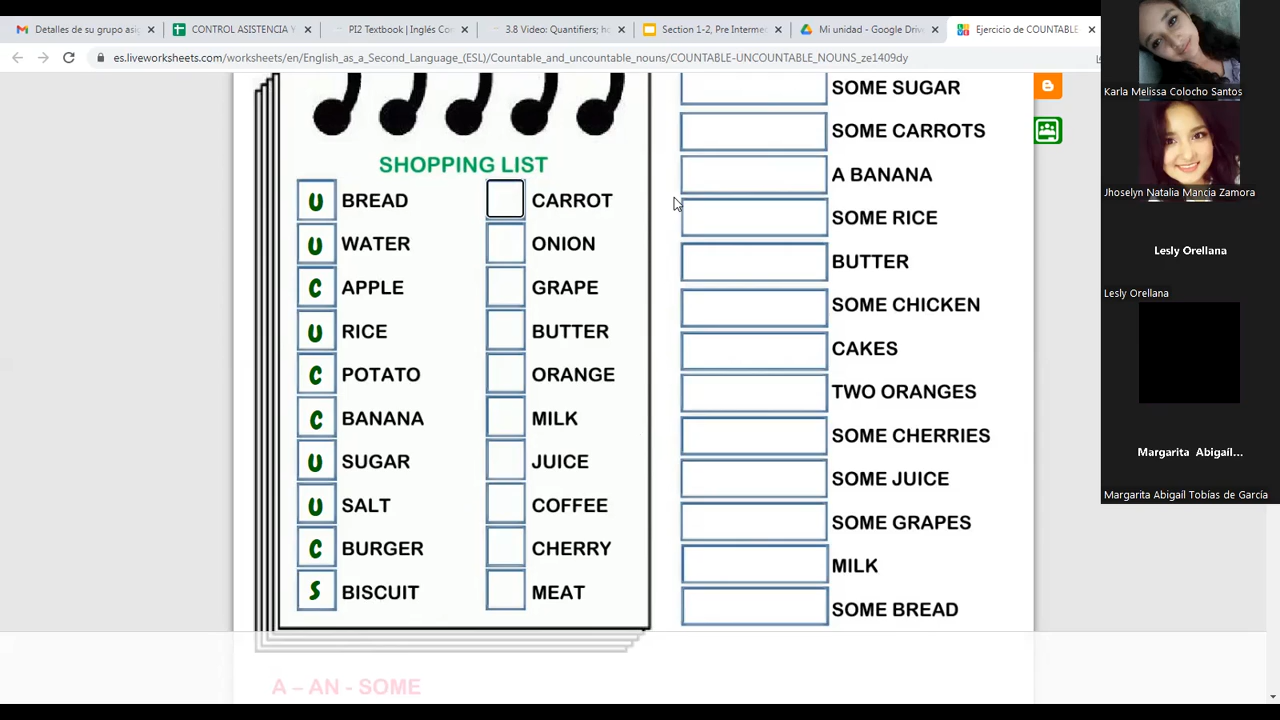 Detalles de su grupo asig
CONTROL ASISTENCIA Y
PI2 Textbook | Inglés Co
3.8 Video: Quantifiers; ho
Section 1-2, Pre Interme
Mi unidad - Google Drive
Ejercicio de COUNTABLE
es.liveworksheets.com/worksheets/en/English_as_a_Second_Language_(ESL)/Countable_and_uncountable_nouns/COUNTABLE-UNCOUNTABLE_NOUNS_ze1409dy
SHOPPING LIST
U BREAD
U WATER
C APPLE
U RICE
C POTATO
C BANANA
U SUGAR
U SALT
C BURGER
S BISCUIT
CARROT
ONION
GRAPE
BUTTER
ORANGE
MILK
JUICE
COFFEE
CHERRY
MEAT
SOME SUGAR
SOME CARROTS
A BANANA
SOME RICE
BUTTER
SOME CHICKEN
CAKES
TWO ORANGES
SOME CHERRIES
SOME JUICE
SOME GRAPES
MILK
SOME BREAD
A – AN - SOME
Karla Melissa Colocho Santos
Jhoselyn Natalia Mancia Zamora
Lesly Orellana
Lesly Orellana
Margarita Abigaíl...
Margarita Abigaíl Tobías de García